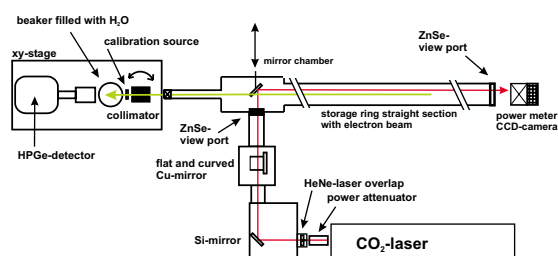 beaker filled with H₂O
calibration source
xy-stage
collimator
HPGe-detector
mirror chamber
ZnSe-
view port
storage ring straight section
with electron beam
power meter
CCD-camera
ZnSe-
view port
flat and curved
Cu-mirror
HeNe-laser overlap
power attenuator
Si-mirror
CO₂-laser